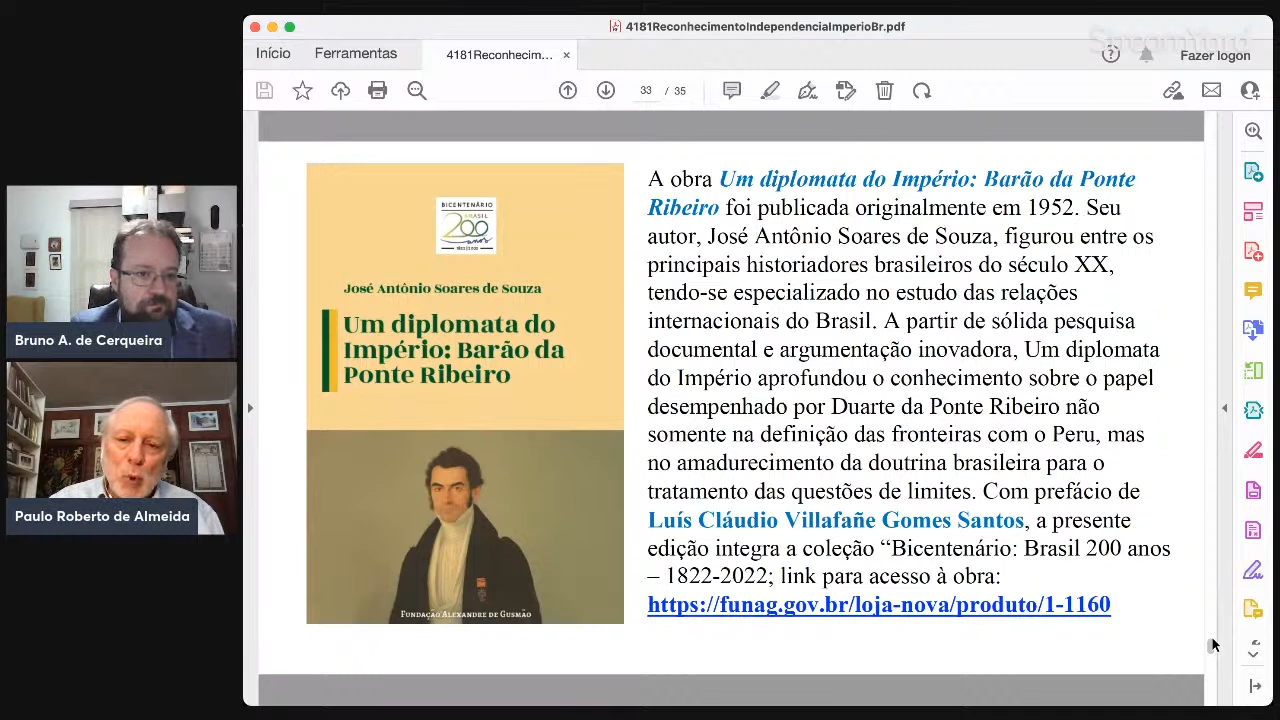 4181ReconhecimentoIndependenciaImperioBr.pdf
StreamYard
Início
Ferramentas
4181Reconhecim...
×
?
Fazer logon
33 / 35
BICENTENÁRIO
BRASIL
200
anos
1822 | 2022
José Antônio Soares de Souza
Um diplomata do
Império: Barão da
Ponte Ribeiro
FUNDAÇÃO ALEXANDRE DE GUSMÃO
A obra Um diplomata do Império: Barão da Ponte
Ribeiro foi publicada originalmente em 1952. Seu
autor, José Antônio Soares de Souza, figurou entre os
principais historiadores brasileiros do século XX,
tendo-se especializado no estudo das relações
internacionais do Brasil. A partir de sólida pesquisa
documental e argumentação inovadora, Um diplomata
do Império aprofundou o conhecimento sobre o papel
desempenhado por Duarte da Ponte Ribeiro não
somente na definição das fronteiras com o Peru, mas
no amadurecimento da doutrina brasileira para o
tratamento das questões de limites. Com prefácio de
Luís Cláudio Villafañe Gomes Santos, a presente
edição integra a coleção “Bicentenário: Brasil 200 anos
– 1822-2022; link para acesso à obra:
https://funag.gov.br/loja-nova/produto/1-1160
Bruno A. de Cerqueira
Paulo Roberto de Almeida